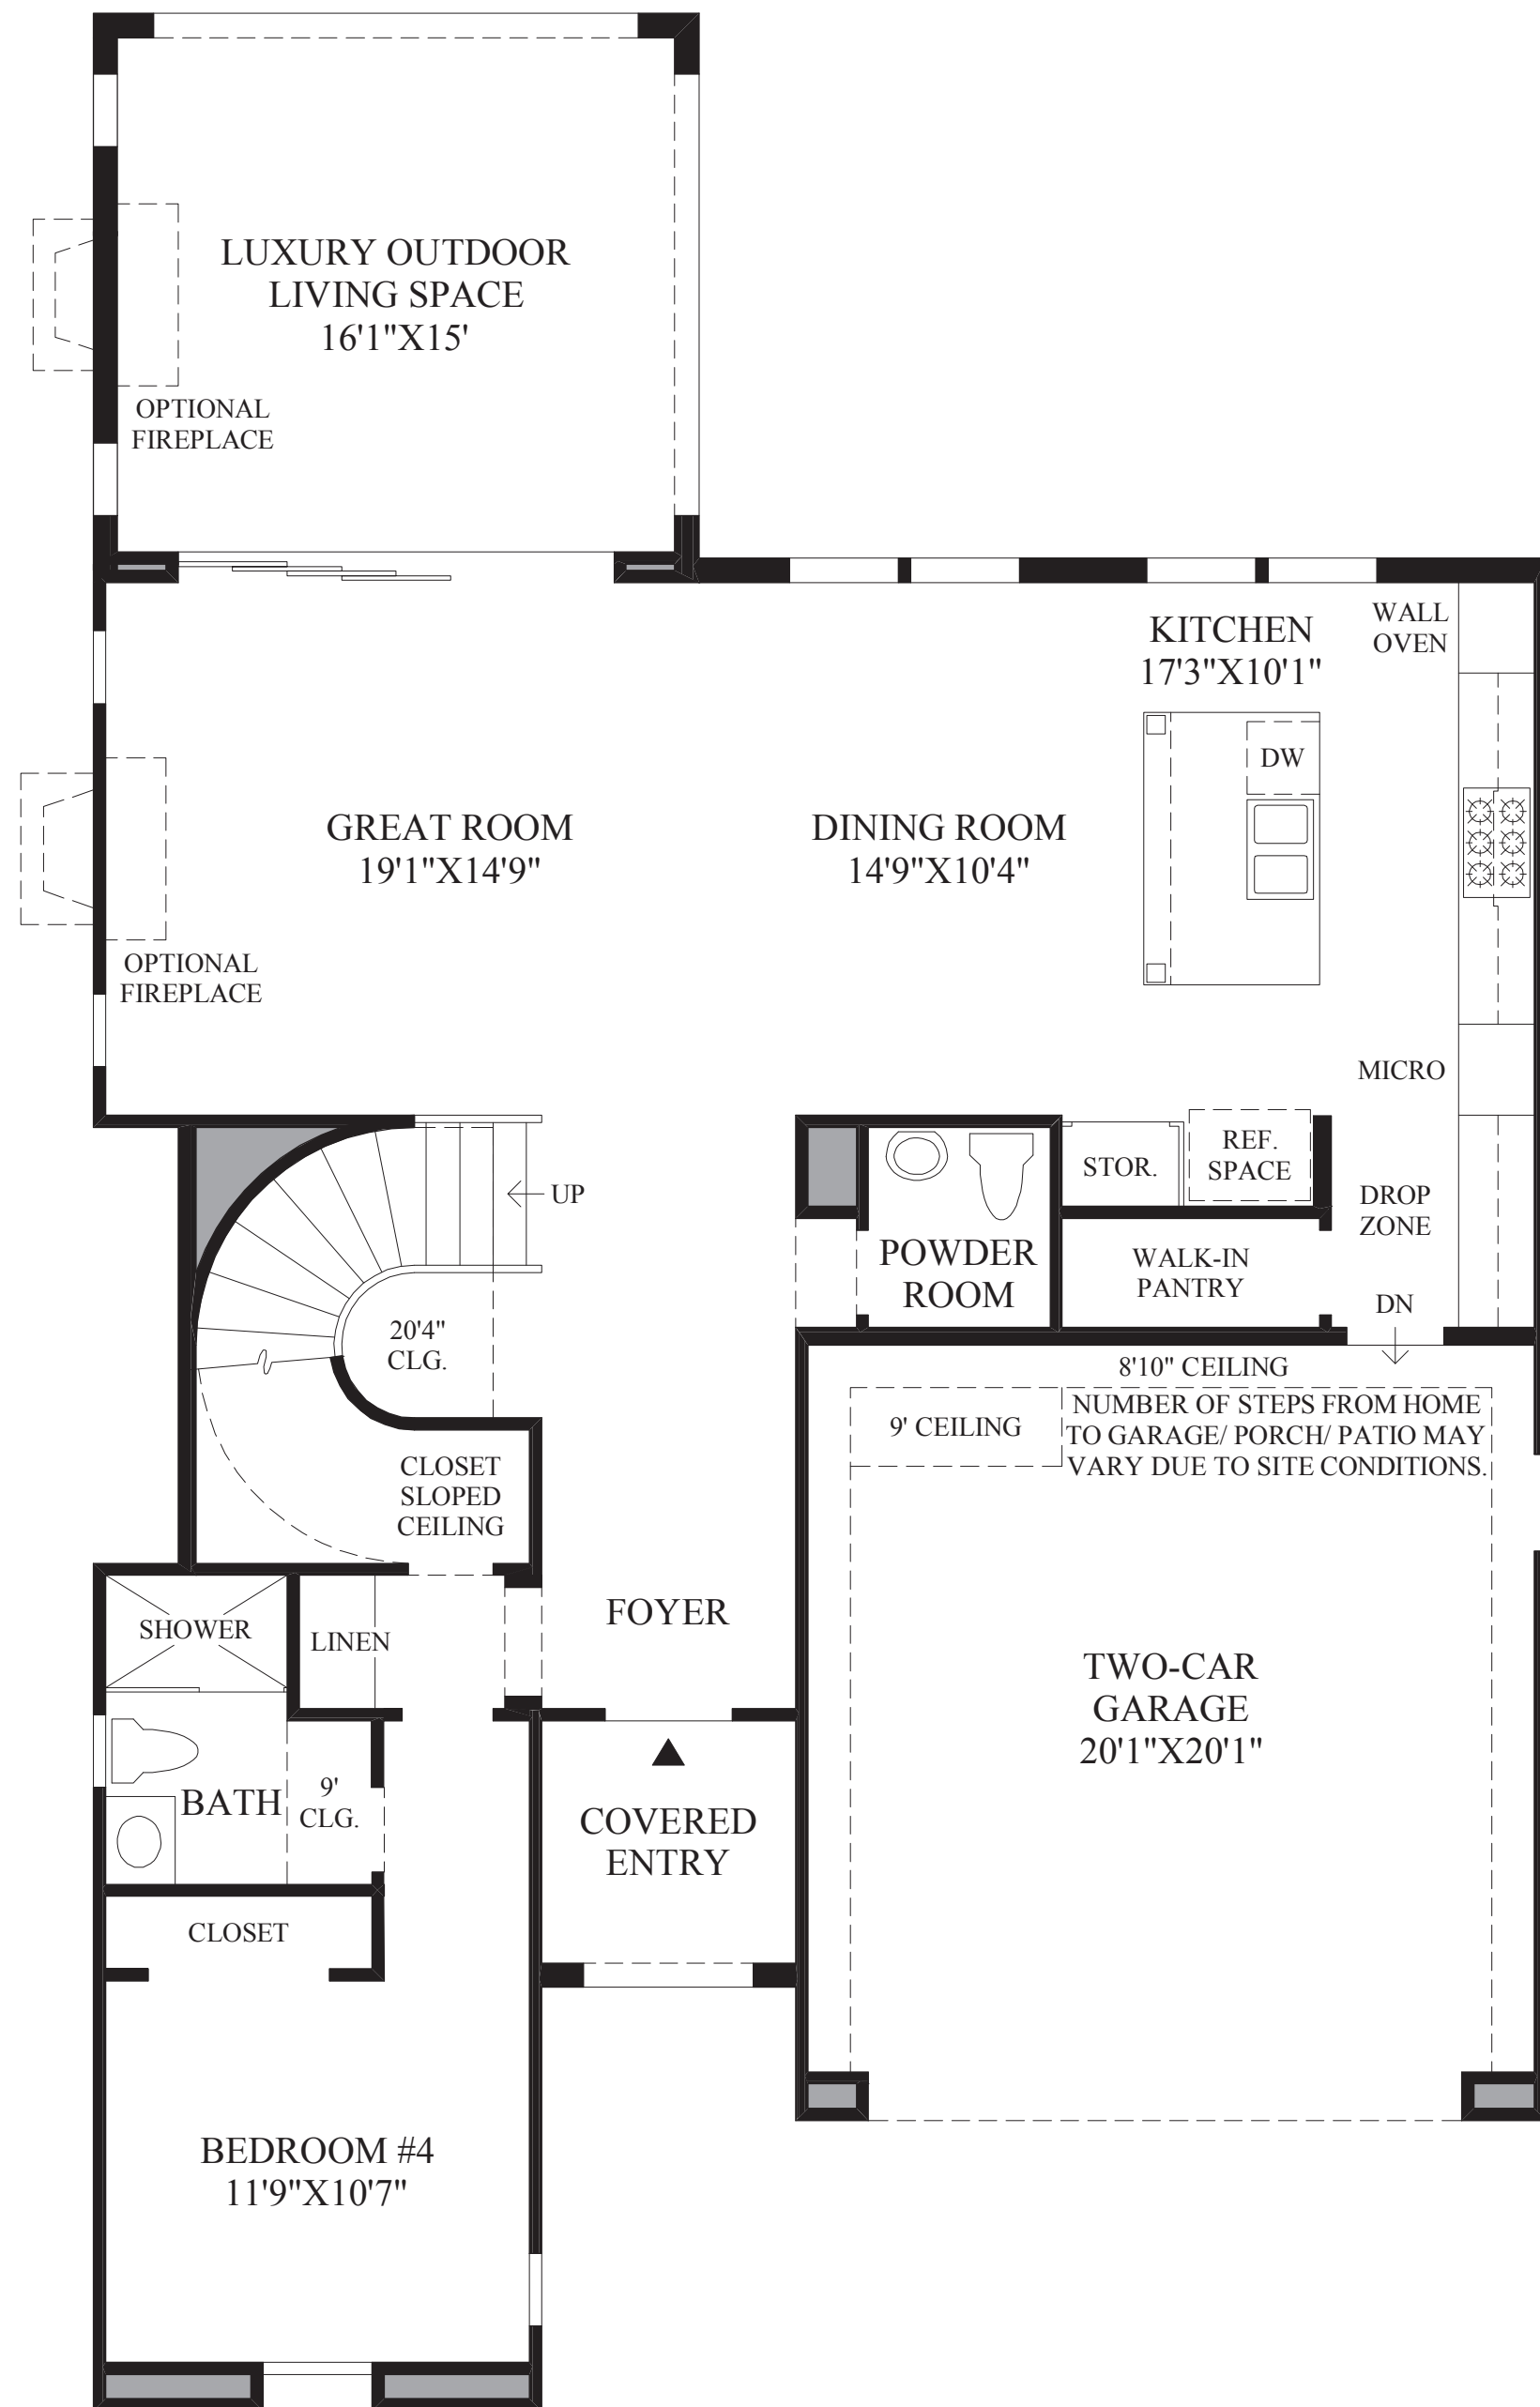 LUXURY OUTDOOR
LIVING SPACE
16'1"X15'
OPTIONAL
FIREPLACE
WALL
OVEN
KITCHEN
17'3"X10'1"
DW
GREAT ROOM
19'1"X14'9"
DINING ROOM
14'9"X10'4"
OPTIONAL
FIREPLACE
MICRO
UP
STOR.
REF.
SPACE
DROP
ZONE
POWDER
ROOM
WALK-IN
PANTRY
DN
20'4"
CLG.
8'10" CEILING
9' CEILING
NUMBER OF STEPS FROM HOME
TO GARAGE/ PORCH/ PATIO MAY
VARY DUE TO SITE CONDITIONS.
CLOSET
SLOPED
CEILING
SHOWER
LINEN
FOYER
TWO-CAR
GARAGE
20'1"X20'1"
BATH
9'
CLG.
COVERED
ENTRY
CLOSET
BEDROOM #4
11'9"X10'7"